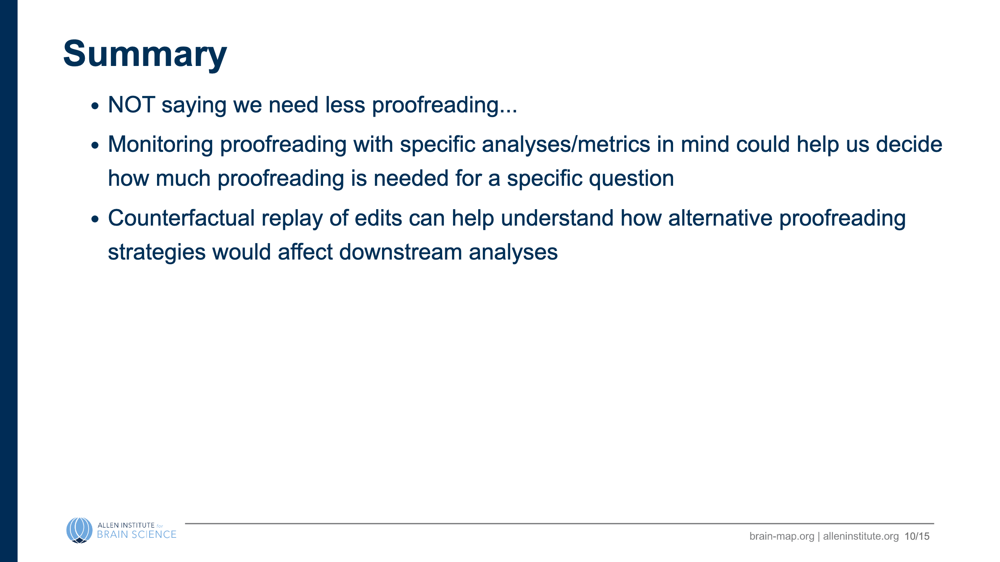 Summary
• NOT saying we need less proofreading...
• Monitoring proofreading with specific analyses/metrics in mind could help us decide
how much proofreading is needed for a specific question
• Counterfactual replay of edits can help understand how alternative proofreading
strategies would affect downstream analyses
ALLEN INSTITUTE for
BRAIN SCIENCE
brain-map.org | alleninstitute.org 10/15